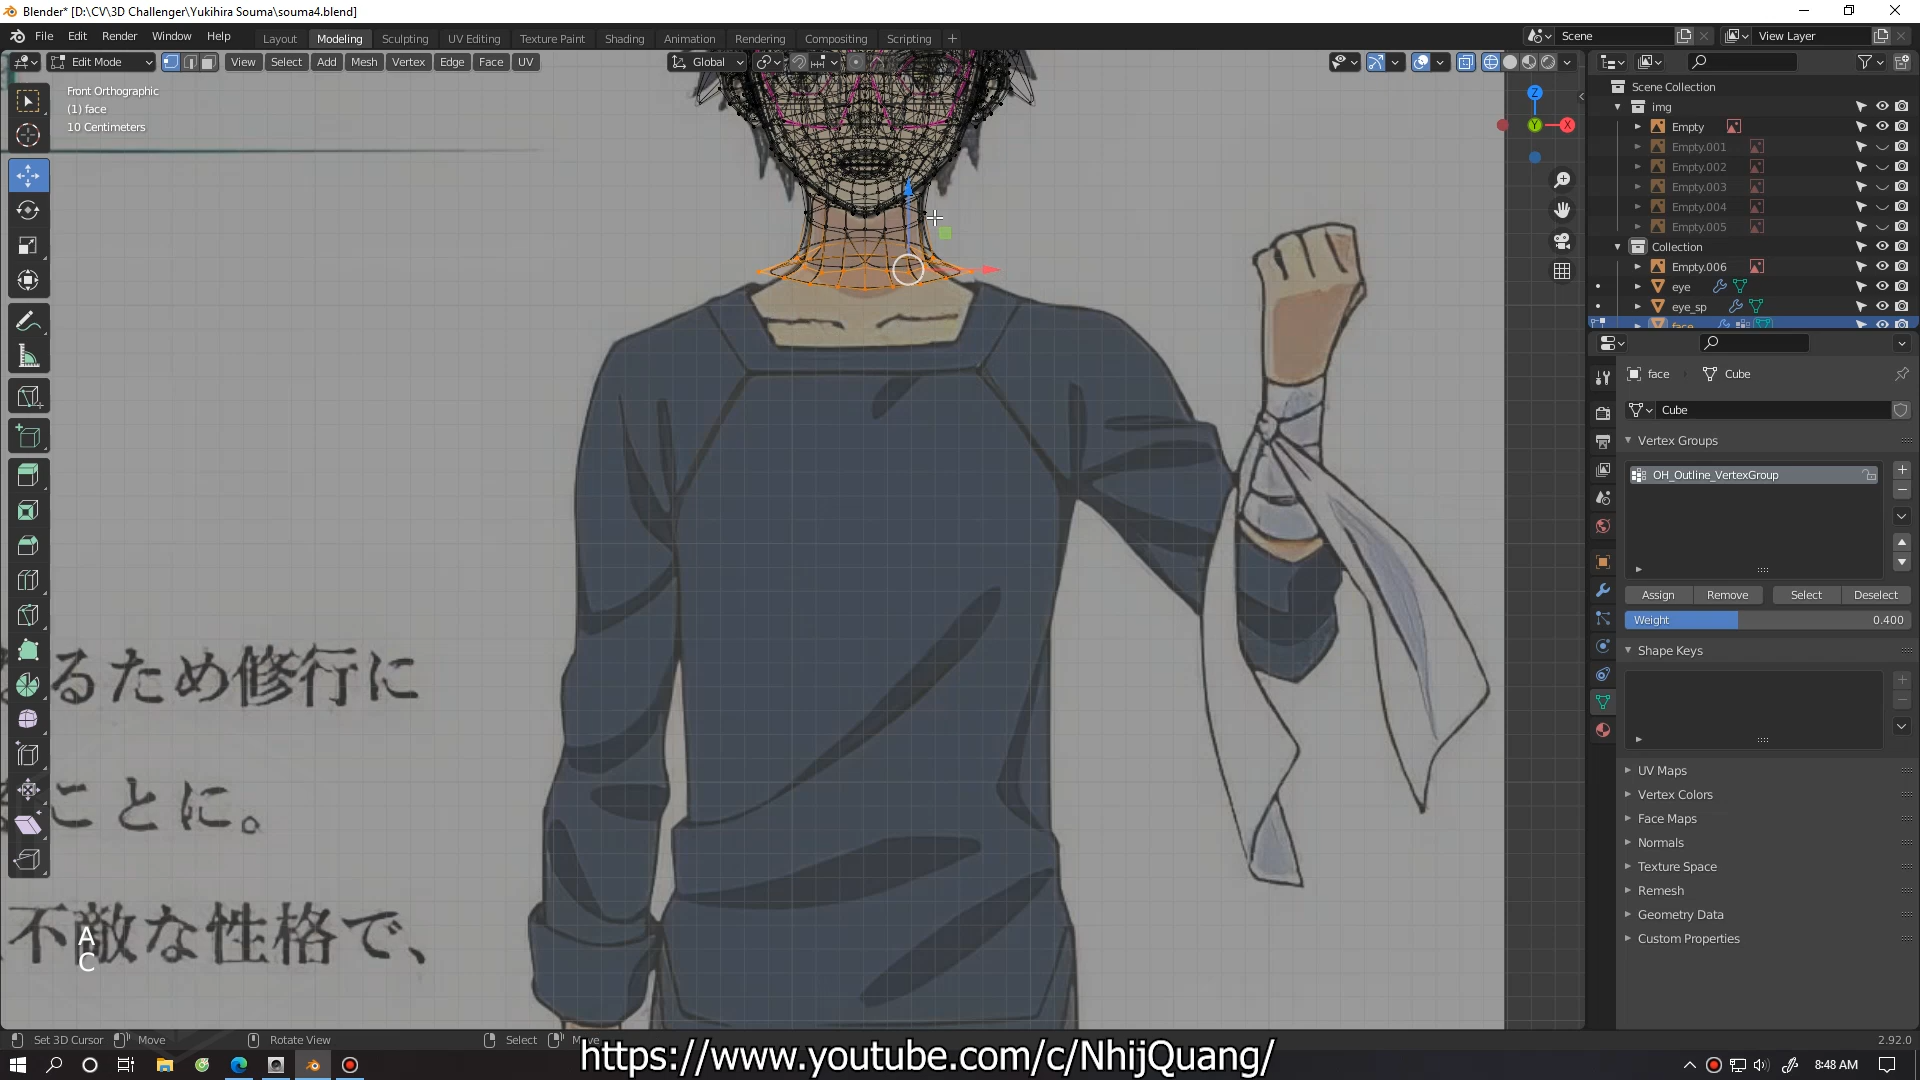 Blender* [D:\CV\3D Challenger\Yukihira Souma\souma4.blend]
File Edit Render Window Help Layout Modeling Sculpting UV Editing Texture Paint Shading Animation Rendering Compositing Scripting + Scene View Layer
Edit Mode View Select Add Mesh Vertex Edge Face UV Global
Front Orthographic
(1) face
10 Centimeters
Z
Y
X
Scene Collection
img
Empty
Empty.001
Empty.002
Empty.003
Empty.004
Empty.005
Collection
Empty.006
eye
eye_sp
face
face Cube
Cube
Vertex Groups
OH_Outline_VertexGroup
Assign Remove Select Deselect
Weight 0.400
Shape Keys
UV Maps
Vertex Colors
Face Maps
Normals
Texture Space
Remesh
Geometry Data
Custom Properties
るため修行に
ことに。
不敵な性格で、
A
C
Set 3D Cursor Move Rotate View Select Move 2.92.0
https://www.youtube.com/c/NhijQuang/
8:48 AM